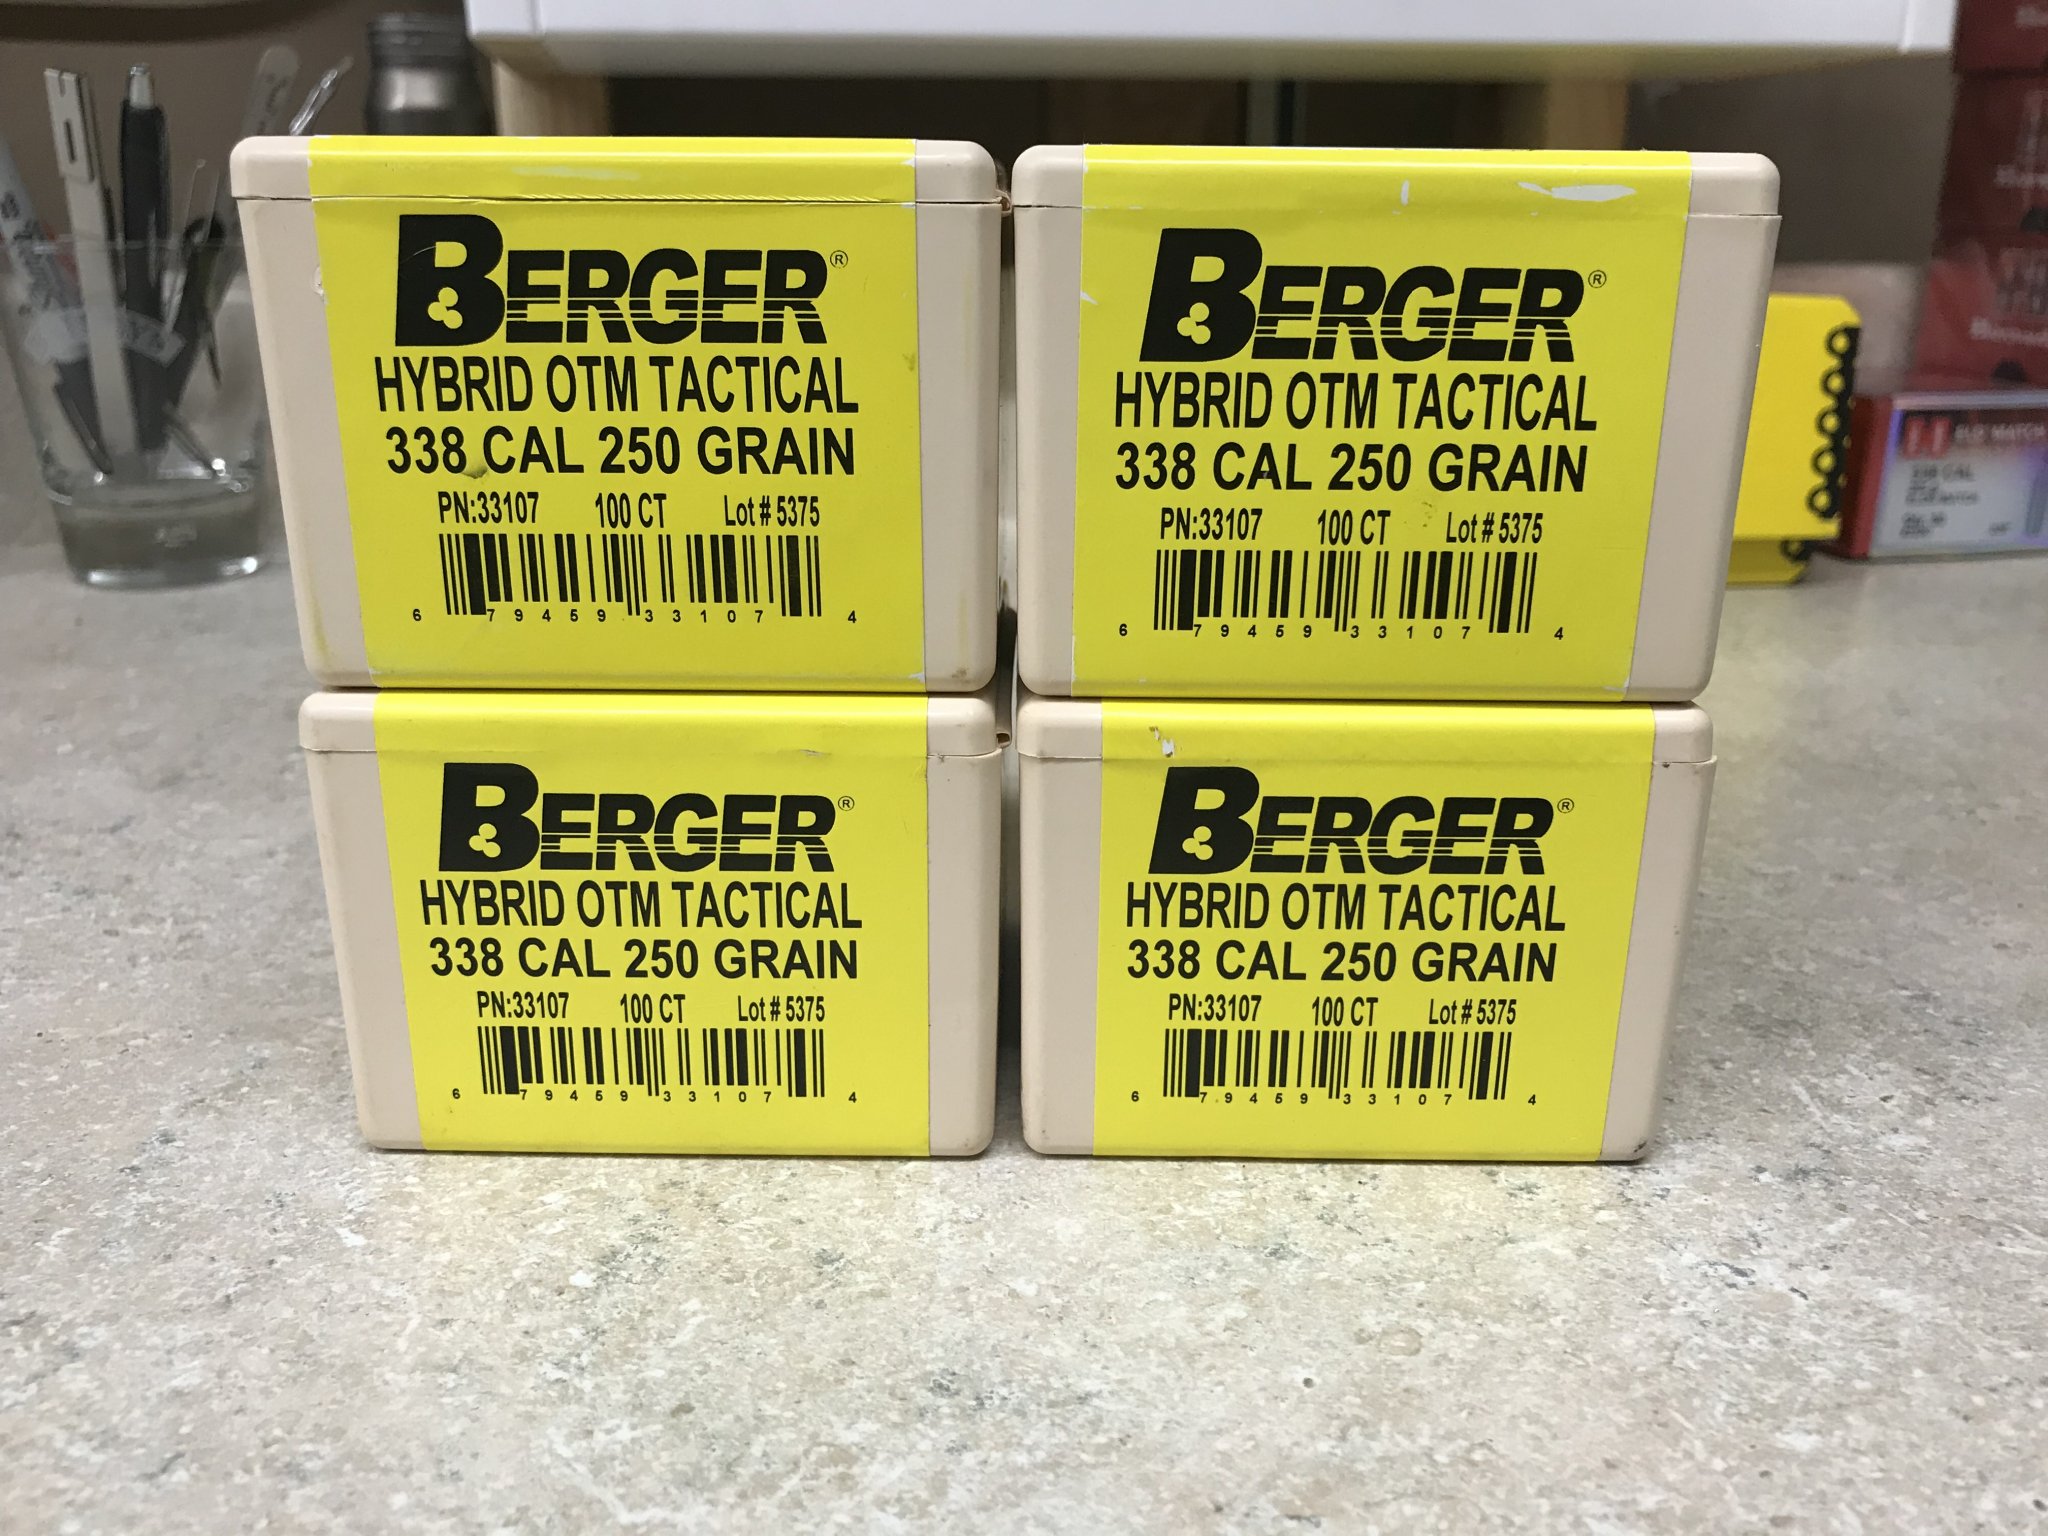 BERGER®
HYBRID OTM TACTICAL
338 CAL 250 GRAIN
PN:33107 100 CT Lot # 5375
6 79459 33107 4
BERGER®
HYBRID OTM TACTICAL
338 CAL 250 GRAIN
PN:33107 100 CT Lot # 5375
6 79459 33107 4
BERGER®
HYBRID OTM TACTICAL
338 CAL 250 GRAIN
PN:33107 100 CT Lot # 5375
6 79459 33107 4
BERGER®
HYBRID OTM TACTICAL
338 CAL 250 GRAIN
PN:33107 100 CT Lot # 5375
6 79459 33107 4
MATCH
338 CAL